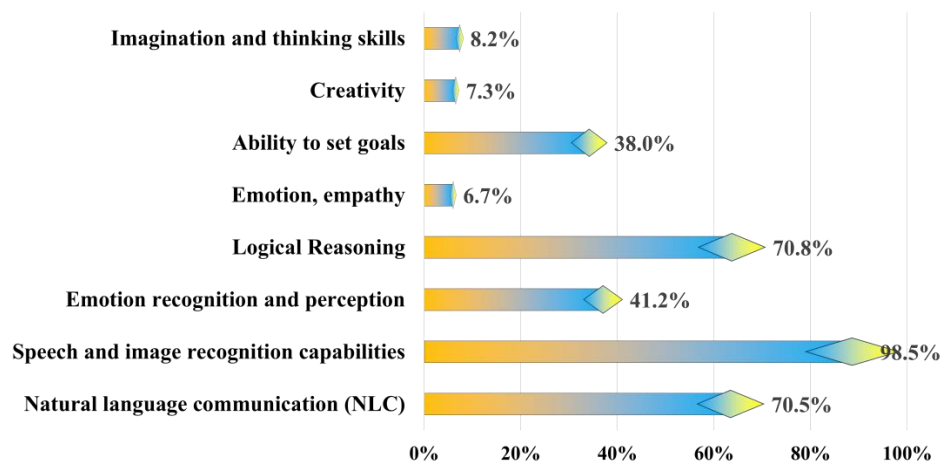 Imagination and thinking skills 8.2%
Creativity 7.3%
Ability to set goals 38.0%
Emotion, empathy 6.7%
Logical Reasoning 70.8%
Emotion recognition and perception 41.2%
Speech and image recognition capabilities 98.5%
Natural language communication (NLC) 70.5%
0% 20% 40% 60% 80% 100%